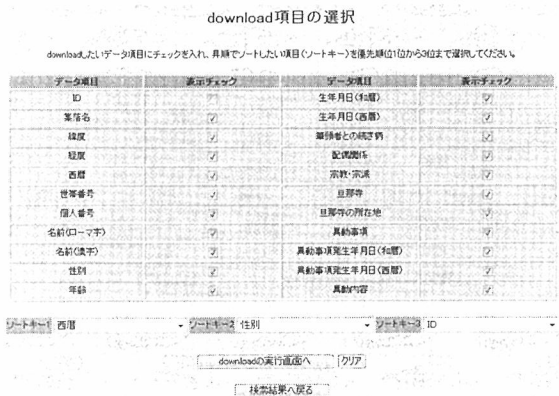 download項目の選択
downloadしたいデータ項目にチェックを入れ、昇順でソートしたい項目(ソートキー)を優先順位1位から3位まで選択してください。
データ項目 表示チェック データ項目 表示チェック
ID 生年月日(和暦)
集落名 生年月日(西暦)
緯度 筆頭者との続き柄
経度 配偶関係
西暦 宗教・宗派
世帯番号 旦那寺
個人番号 旦那寺の所在地
名前(ローマ字) 異動事項
名前(漢字) 異動事項発生年月日(和暦)
性別 異動事項発生年月日(西暦)
年齢 異動内容
ソートキー1 西暦 ソートキー2 性別 ソートキー3 ID
downloadの実行画面へ クリア
検索結果へ戻る